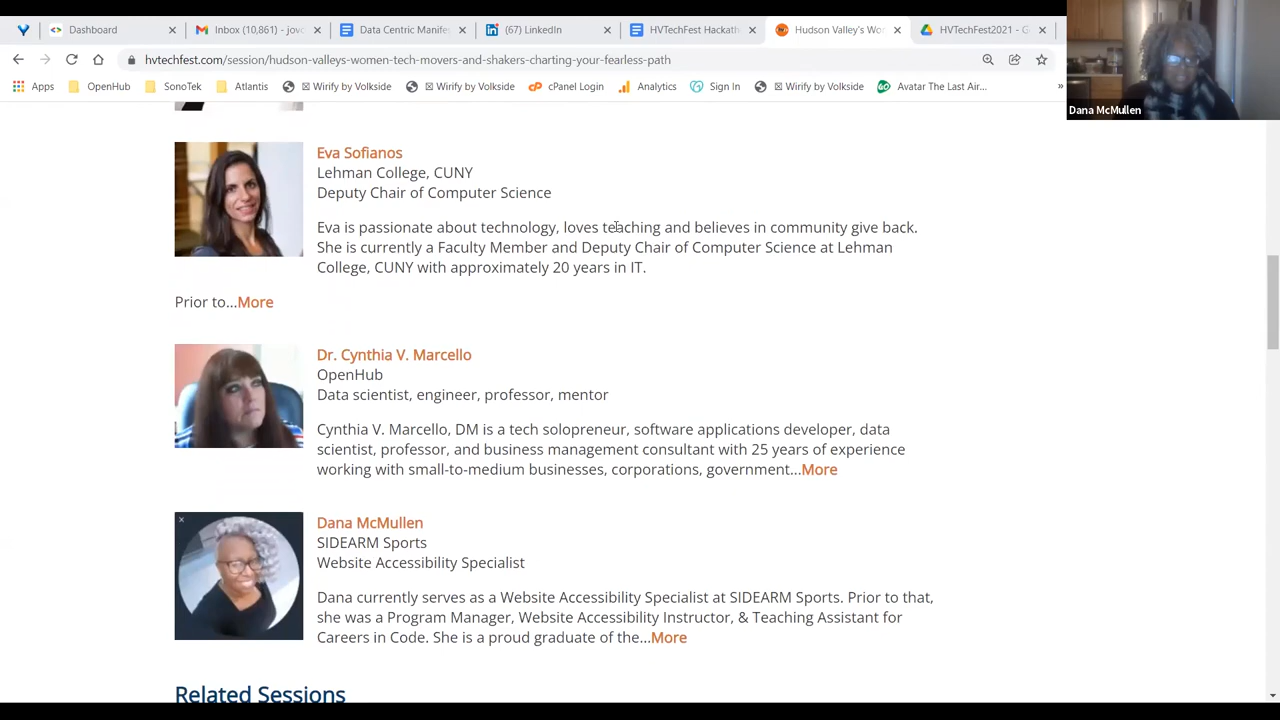 Dashboard
Inbox (10,861) - jovo
Data Centric Manifes
(67) LinkedIn
HVTechFest Hackath
Hudson Valley's Wo
HVTechFest2021 - G
hvtechfest.com/session/hudson-valleys-women-tech-movers-and-shakers-charting-your-fearless-path
Apps
OpenHub
SonoTek
Atlantis
Wirify by Volkside
Wirify by Volkside
cPanel Login
Analytics
Sign In
Wirify by Volkside
Avatar The Last Air...
»
Dana McMullen
Eva Sofianos
Lehman College, CUNY
Deputy Chair of Computer Science
Eva is passionate about technology, loves teaching and believes in community give back.
She is currently a Faculty Member and Deputy Chair of Computer Science at Lehman
College, CUNY with approximately 20 years in IT.
Prior to...More
Dr. Cynthia V. Marcello
OpenHub
Data scientist, engineer, professor, mentor
Cynthia V. Marcello, DM is a tech solopreneur, software applications developer, data
scientist, professor, and business management consultant with 25 years of experience
working with small-to-medium businesses, corporations, government...More
Dana McMullen
SIDEARM Sports
Website Accessibility Specialist
Dana currently serves as a Website Accessibility Specialist at SIDEARM Sports. Prior to that,
she was a Program Manager, Website Accessibility Instructor, & Teaching Assistant for
Careers in Code. She is a proud graduate of the...More
Related Sessions